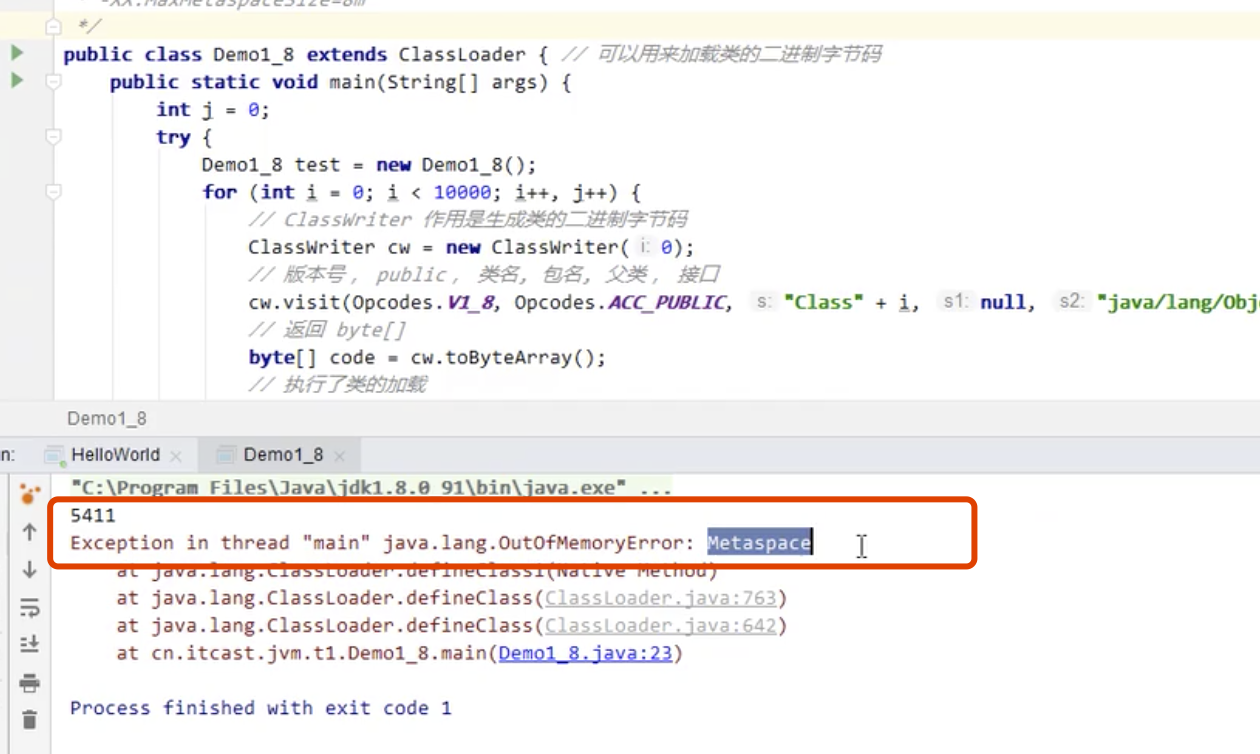 -XX:MaxMetaspaceSize=8m
*/
public class Demo1_8 extends ClassLoader { // 可以用来加载类的二进制字节码
public static void main(String[] args) {
int j = 0;
try {
Demo1_8 test = new Demo1_8();
for (int i = 0; i < 10000; i++, j++) {
// ClassWriter 作用是生成类的二进制字节码
ClassWriter cw = new ClassWriter( i: 0);
// 版本号, public, 类名, 包名, 父类, 接口
cw.visit(Opcodes.V1_8, Opcodes.ACC_PUBLIC, s: "Class" + i, s1: null, s2: "java/lang/Obj
// 返回 byte[]
byte[] code = cw.toByteArray();
// 执行了类的加载
Demo1_8
n: HelloWorld × Demo1_8 ×
"C:\Program Files\Java\jdk1.8.0_91\bin\java.exe" ...
5411
Exception in thread "main" java.lang.OutOfMemoryError: Metaspace
at java.lang.ClassLoader.defineClass1(Native Method)
at java.lang.ClassLoader.defineClass(ClassLoader.java:763)
at java.lang.ClassLoader.defineClass(ClassLoader.java:642)
at cn.itcast.jvm.t1.Demo1_8.main(Demo1_8.java:23)
Process finished with exit code 1